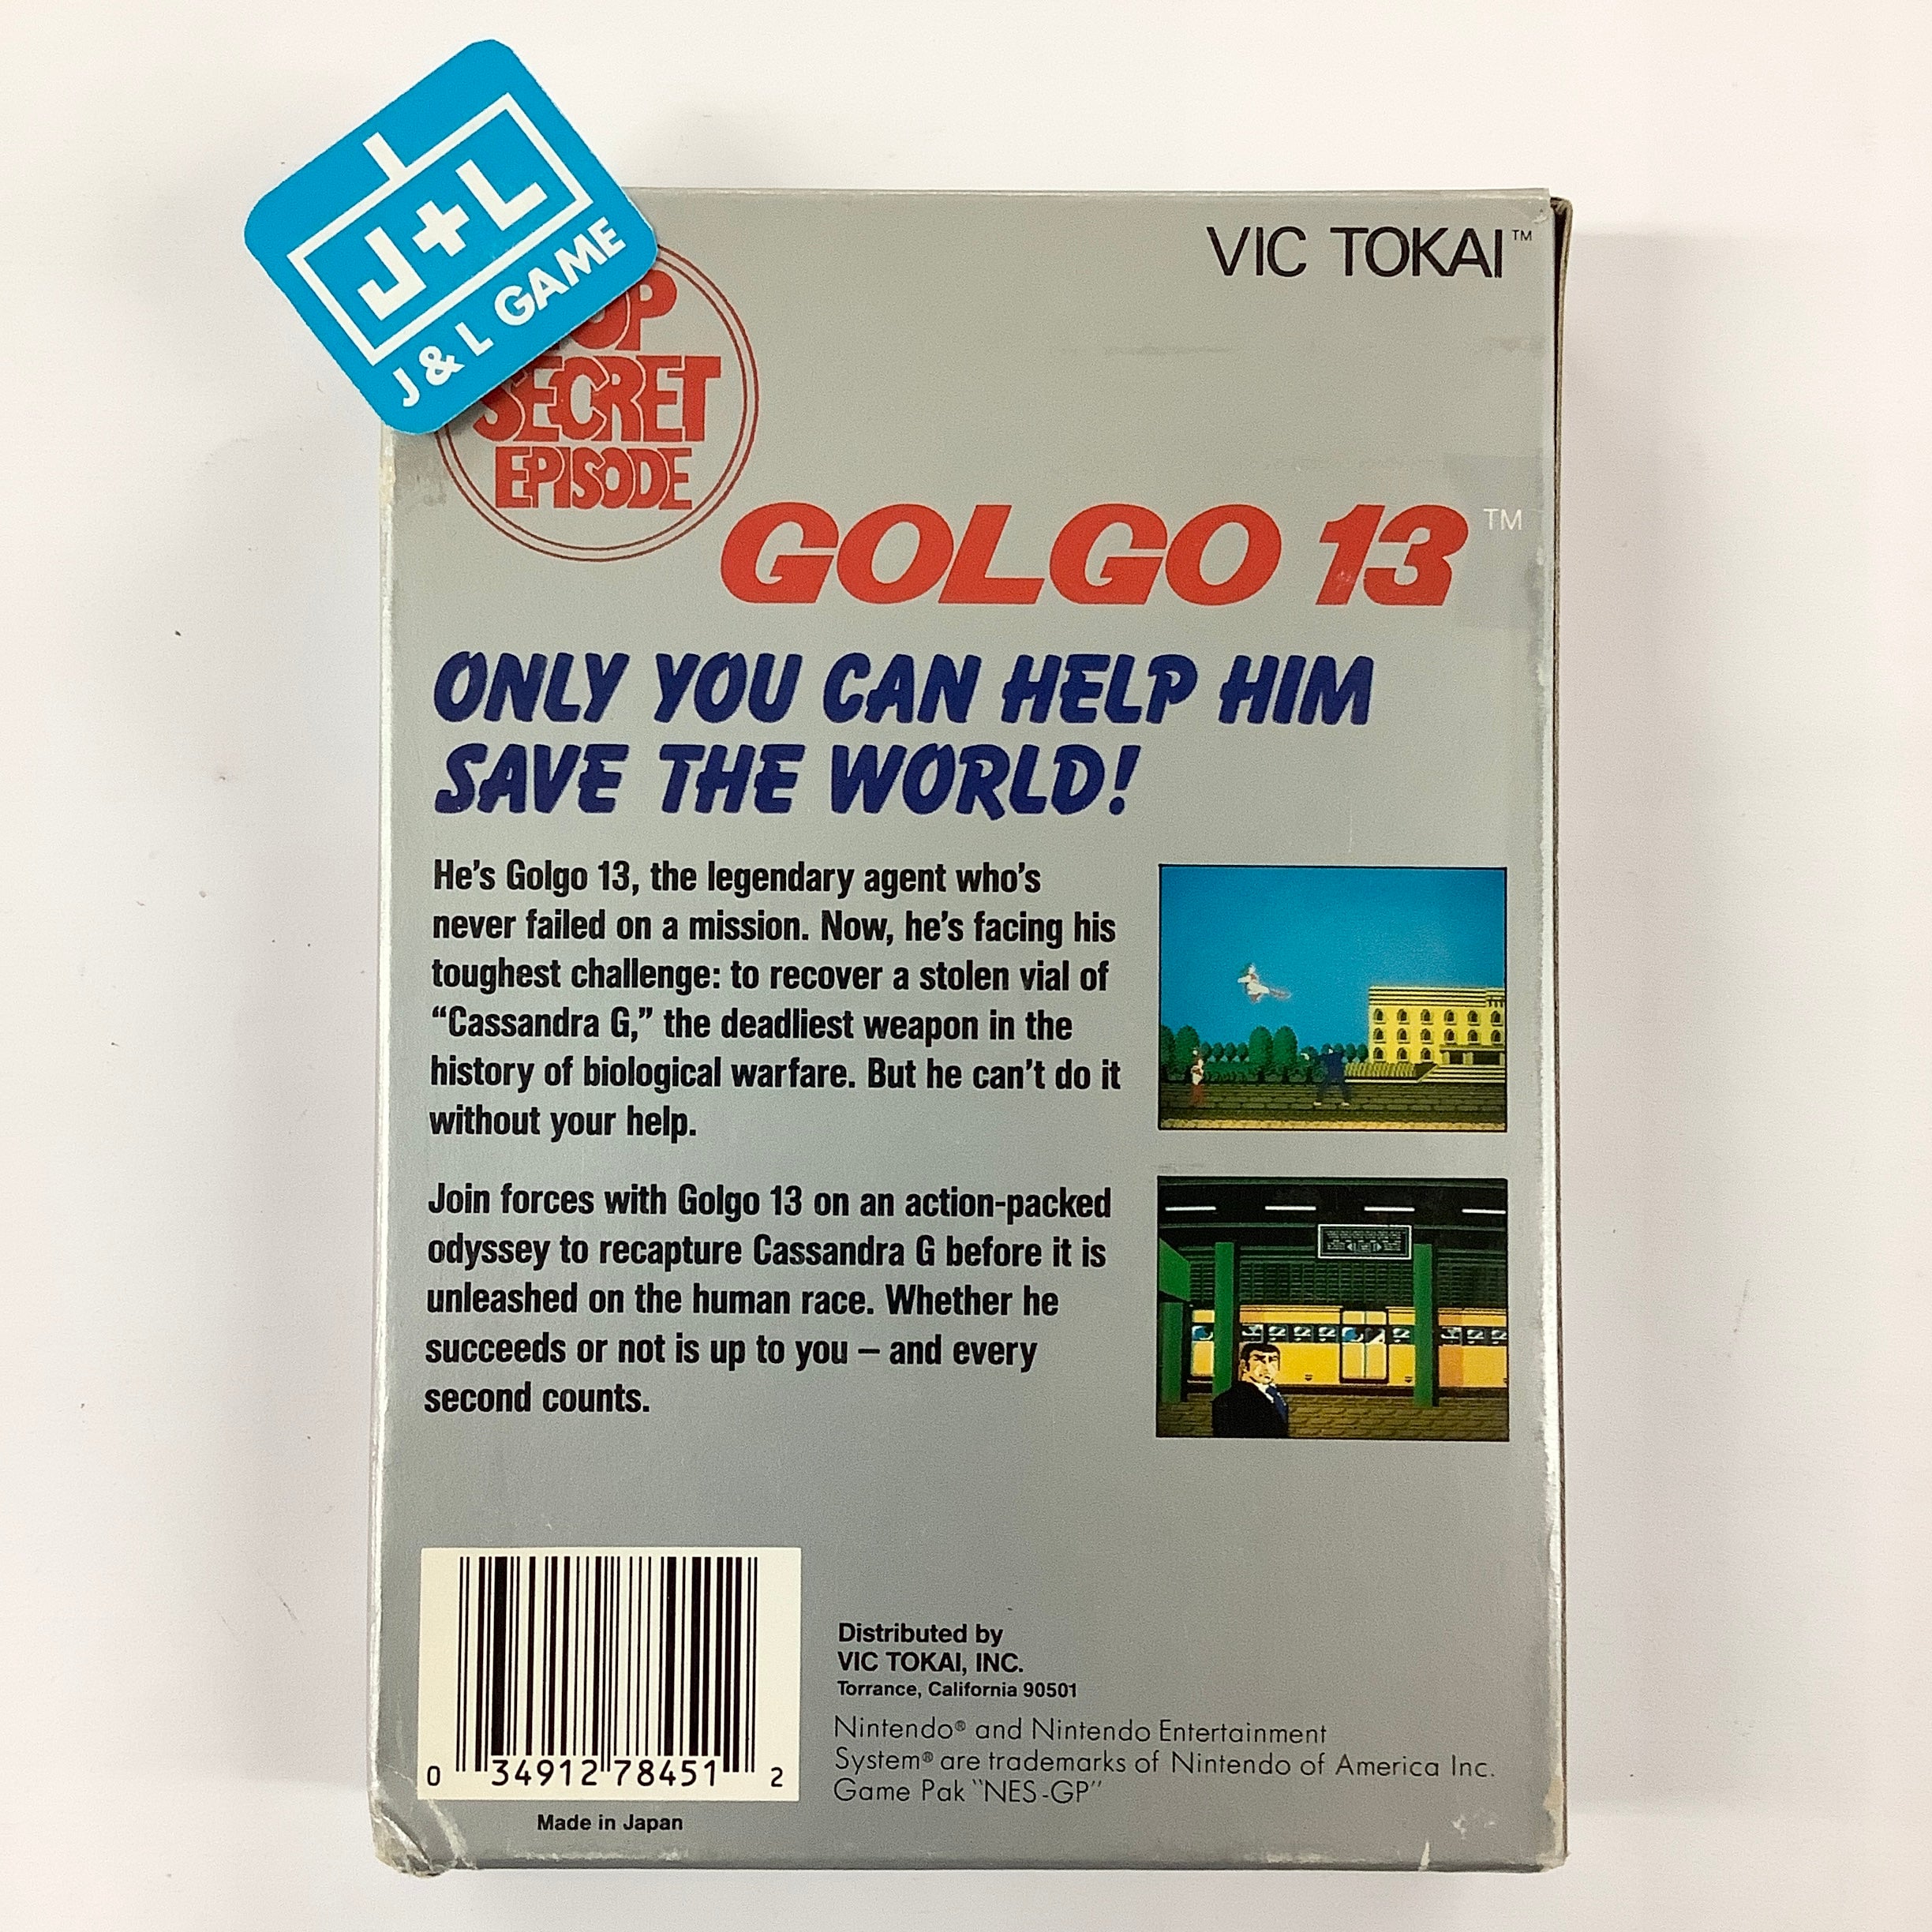 J+L
J & L GAME
VIC TOKAI™
SECRET
EPISODE
GOLGO 13™
ONLY YOU CAN HELP HIM
SAVE THE WORLD!
He's Golgo 13, the legendary agent who's
never failed on a mission. Now, he's facing his
toughest challenge: to recover a stolen vial of
“Cassandra G,” the deadliest weapon in the
history of biological warfare. But he can't do it
without your help.
Join forces with Golgo 13 on an action-packed
odyssey to recapture Cassandra G before it is
unleashed on the human race. Whether he
succeeds or not is up to you – and every
second counts.
0 34912 78451 2
Made in Japan
Distributed by
VIC TOKAI, INC.
Torrance, California 90501
Nintendo® and Nintendo Entertainment
System® are trademarks of Nintendo of America Inc.
Game Pak “NES-GP”